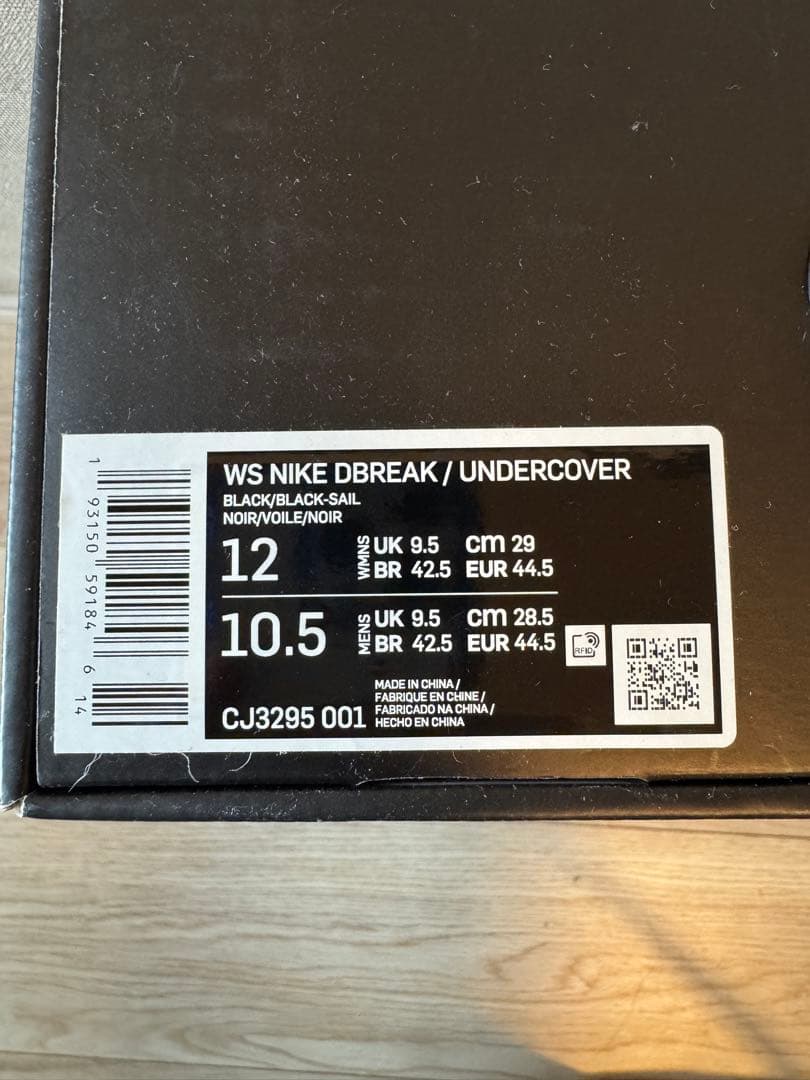 WS NIKE DBREAK / UNDERCOVER
BLACK/BLACK-SAIL
NOIR/VOILE/NOIR
12 WMNS UK 9.5 cm 29
BR 42.5 EUR 44.5
10.5 MENS UK 9.5 cm 28.5
BR 42.5 EUR 44.5
RFID
CJ3295 001
MADE IN CHINA /
FABRIQUE EN CHINE /
FABRICADO NA CHINA /
HECHO EN CHINA
1 93150 59184 6 14